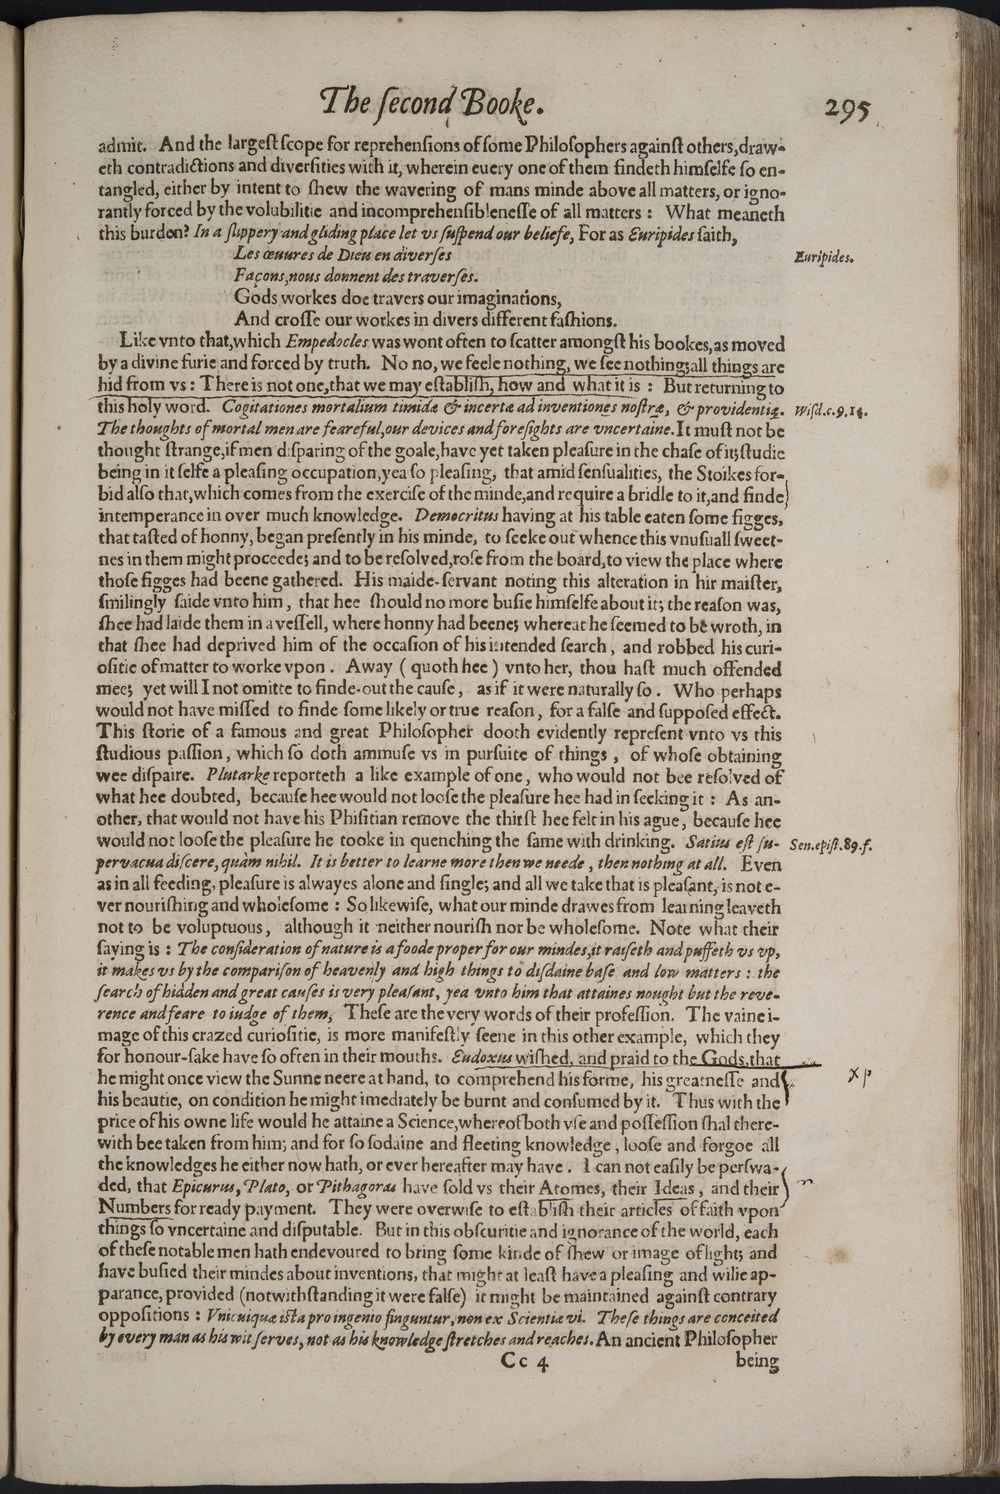 The ſecond Booke.
295
admit. And the largeſt ſcope for reprehenſions of ſome Philoſophers againſt others, draw-
eth contradictions and diverſities with it, wherein euery one of them findeth himſelfe ſo en-
tangled, either by intent to ſhew the wavering of mans minde above all matters, or igno-
rantly forced by the volubilitie and incomprehenſibleneſſe of all matters : What meaneth
this burdon? In a ſlippery and gliding place let vs ſuſpend our beliefe, For as Euripides ſaith,
Les œuures de Dieu en diverſes
Euripides.
Façons, nous donnent des traverſes.
Gods workes doe travers our imaginations,
And croſſe our workes in divers different faſhions.
Like vnto that, which Empedocles was wont often to ſcatter amongſt his bookes, as moved
by a divine furie and forced by truth. No no, we feele nothing, we ſee nothing; all things are
hid from vs : There is not one, that we may eſtabliſh, how and what it is : But returning to
this holy word. Cogitationes mortalium timidæ & incertæ ad inventiones noſtræ, & providentiæ.
Wiſd. c. 9. 14.
The thoughts of mortal men are feareful, our devices and foreſights are vncertaine. It muſt not be
thought ſtrange, if men diſparing of the goale, have yet taken pleaſure in the chaſe of it; ſtudie
being in it ſelfe a pleaſing occupation, yea ſo pleaſing, that amid ſenſualities, the Stoikes for-
bid alſo that, which comes from the exerciſe of the minde, and require a bridle to it, and finde
intemperance in over much knowledge. Democritus having at his table eaten ſome figges,
that taſted of honny, began preſently in his minde, to ſeeke out whence this vnuſuall ſweet-
nes in them might proceede; and to be reſolved, roſe from the board, to view the place where
thoſe figges had beene gathered. His maide-ſervant noting this alteration in hir maiſter,
ſmilingly ſaide vnto him, that hee ſhould no more buſie himſelfe about it; the reaſon was,
ſhee had laide them in a veſſell, where honny had beene; whereat he ſeemed to be wroth, in
that ſhee had deprived him of the occaſion of his intended ſearch, and robbed his curi-
oſitie of matter to worke vpon. Away ( quoth hee ) vnto her, thou haſt much offended
mee; yet will I not omitte to finde-out the cauſe, as if it were naturally ſo. Who perhaps
would not have miſſed to finde ſome likely or true reaſon, for a falſe and ſuppoſed effect.
This ſtorie of a famous and great Philoſopher dooth evidently repreſent vnto vs this
ſtudious paſſion, which ſo doth ammuſe vs in purſuite of things, of whoſe obtaining
wee diſpaire. Plutarke reporteth a like example of one, who would not bee reſolved of
what hee doubted, becauſe hee would not looſe the pleaſure hee had in ſeeking it : As an-
other, that would not have his Phiſitian remove the thirſt hee felt in his ague, becauſe hee
would not looſe the pleaſure he tooke in quenching the ſame with drinking. Satius eſt ſu-
Sen. epiſt. 89. f.
pervacua diſcere, quàm nihil. It is better to learne more then we neede, then nothing at all. Even
as in all feeding, pleaſure is alwayes alone and ſingle; and all we take that is pleaſant, is not e-
ver nouriſhing and wholeſome : So likewiſe, what our minde drawes from learning leaveth
not to be voluptuous, although it neither nouriſh nor be wholeſome. Note what their
ſaying is : The conſideration of nature is a foode proper for our mindes, it raiſeth and puffeth vs vp,
it makes vs by the compariſon of heavenly and high things to diſdaine baſe and low matters : the
ſearch of hidden and great cauſes is very pleaſant, yea vnto him that attaines nought but the reve-
rence and feare to iudge of them, Theſe are the very words of their profeſſion. The vaine i-
mage of this crazed curioſitie, is more manifeſtly ſeene in this other example, which they
for honour-ſake have ſo often in their mouths. Eudoxus wiſhed, and praid to the Gods, that
he might once view the Sunne neere at hand, to comprehend his forme, his greatneſſe and
his beautie, on condition he might imediately be burnt and conſumed by it. Thus with the
price of his owne life would he attaine a Science, whereof both vſe and poſſeſſion ſhal there-
with bee taken from him; and for ſo ſodaine and fleeting knowledge, looſe and forgoe all
the knowledges he either now hath, or ever hereafter may have. I can not eaſily be perſwa-
ded, that Epicurus, Plato, or Pithagoras have ſold vs their Atomes, their Ideas, and their
Numbers for ready payment. They were overwiſe to eſtabliſh their articles of faith vpon
things ſo vncertaine and diſputable. But in this obſcuritie and ignorance of the world, each
of theſe notable men hath endevoured to bring ſome kinde of ſhew or image of light; and
have buſied their mindes about inventions, that might at leaſt have a pleaſing and wilie ap-
parance, provided (notwithſtanding it were falſe) it might be maintained againſt contrary
oppoſitions : Vnicuique iſta pro ingenio finguntur, non ex Scientiæ vi. Theſe things are conceited
by every man as his wit ſerves, not as his knowledge ſtretches and reaches. An ancient Philoſopher
Cc 4
being